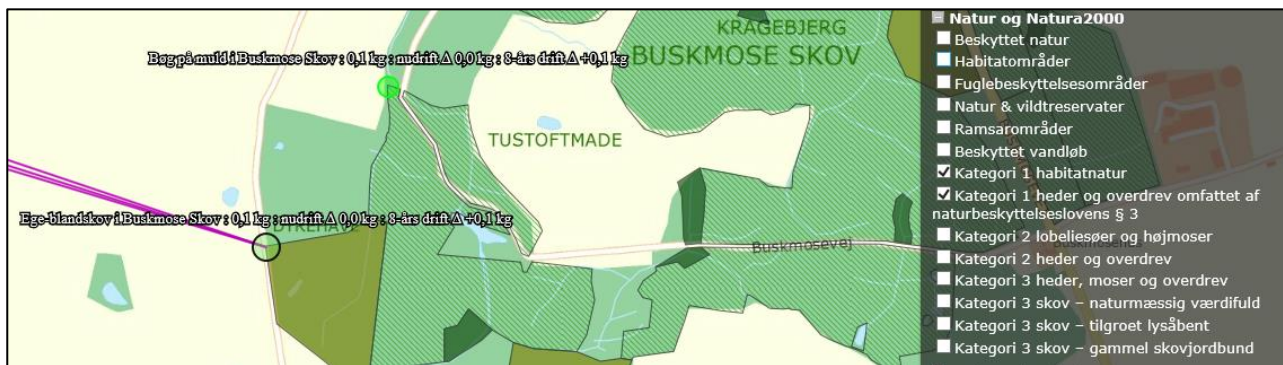 KRAGEBJERG
BUSKMOSE SKOV
Bøg på muld i Buskmose Skov : 0,1 kg : nudrift Δ 0,0 kg : 8-års drift Δ +0,1 kg
TUSTOFTMADE
Ege-blandskov i Buskmose Skov : 0,1 kg : nudrift Δ 0,0 kg : 8-års drift Δ +0,1 kg
DYREHAVE
Buskmosevej
Natur og Natura2000
Beskyttet natur
Habitatområder
Fuglebeskyttelsesområder
Natur & vildtreservater
Ramsarområder
Beskyttet vandløb
Kategori 1 habitatnatur
Kategori 1 heder og overdrev omfattet af
naturbeskyttelseslovens § 3
Kategori 2 lobeliesøer og højmoser
Kategori 2 heder og overdrev
Kategori 3 heder, moser og overdrev
Kategori 3 skov – naturmæssig værdifuld
Kategori 3 skov – tilgroet lysåbent
Kategori 3 skov – gammel skovjordbund